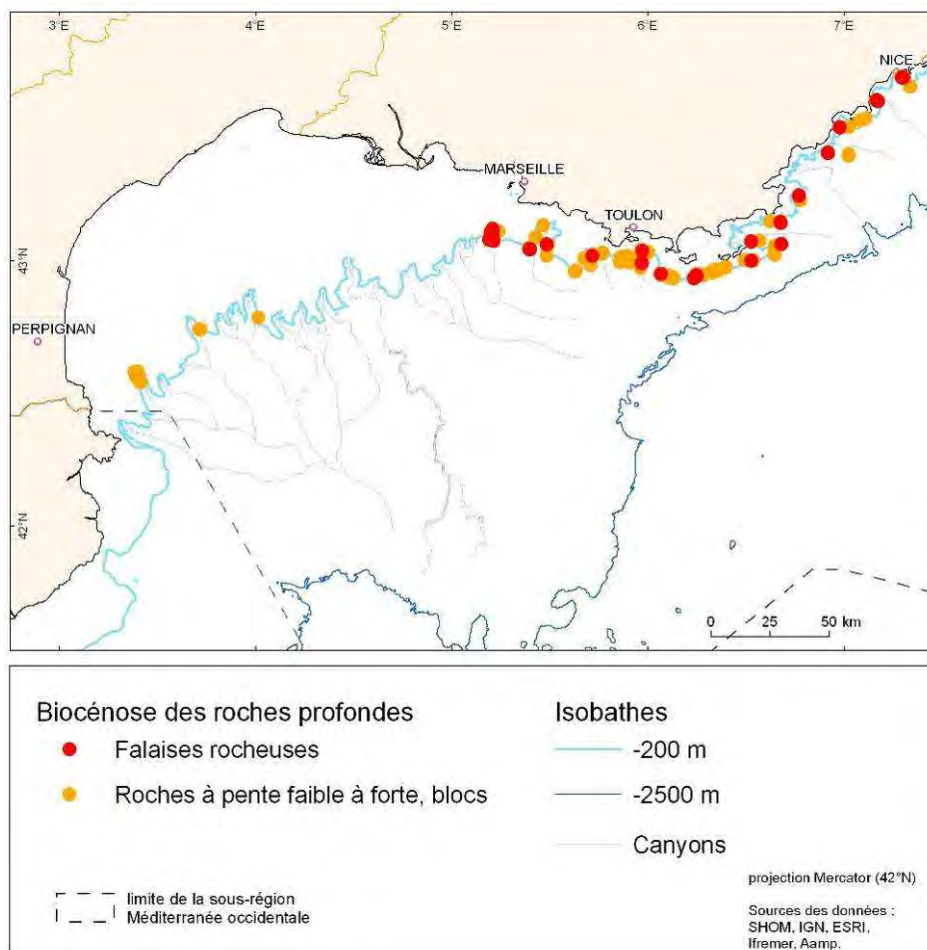 3°E 4°E 5°E 6°E 7°E
NICE
MARSEILLE
TOULON
43°N
PERPIGNAN
42°N
0 25 50 km
Biocénose des roches profondes
Falaises rocheuses
Roches à pente faible à forte, blocs
limite de la sous-région
Méditerranée occidentale
Isobathes
-200 m
-2500 m
Canyons
projection Mercator (42°N)
Sources des données :
SHOM, IGN, ESRI,
Ifremer, Aamp.